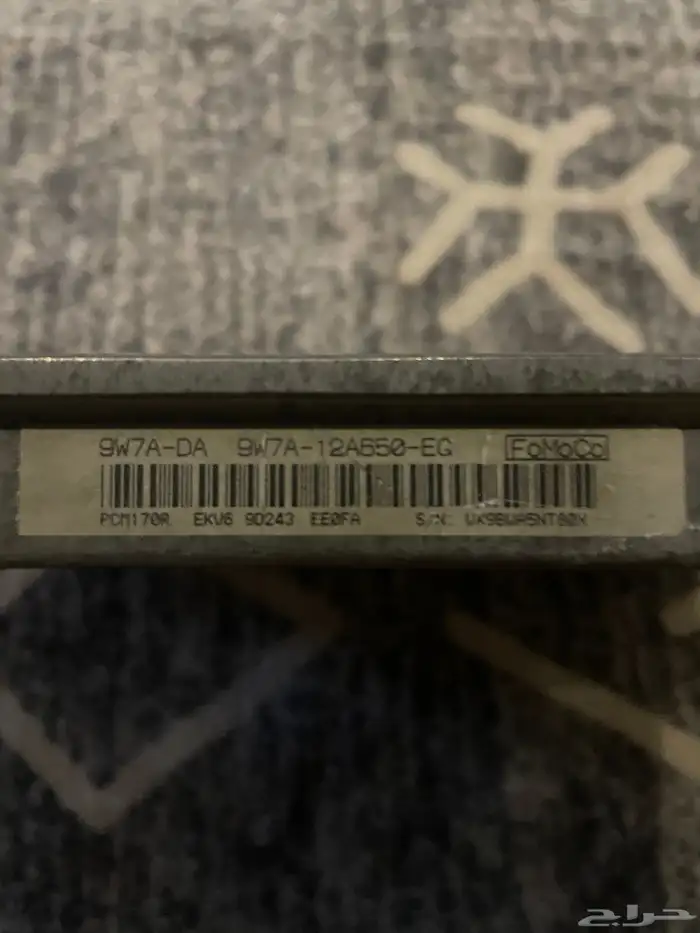 9W7A-DA 9W7A-12A650-EG FoMoCo
PCM170R EKV6 9D243 EE0FA S/N:
حراج